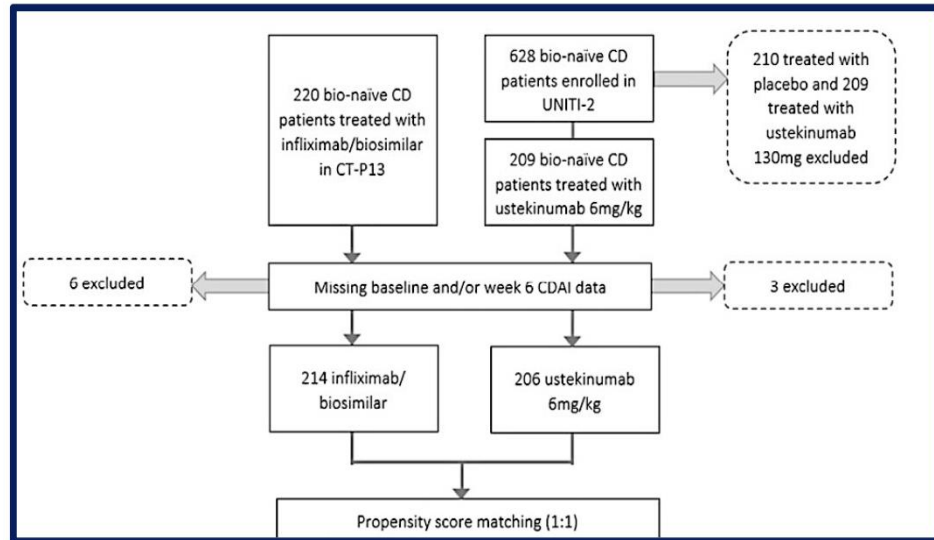 220 bio-naïve CD
patients treated with
infliximab/biosimilar
in CT-P13
628 bio-naïve CD
patients enrolled in
UNITI-2
210 treated with
placebo and 209
treated with
ustekinumab
130mg excluded
209 bio-naïve CD
patients treated with
ustekinumab 6mg/kg
6 excluded
Missing baseline and/or week 6 CDAI data
3 excluded
214 infliximab/
biosimilar
206 ustekinumab
6mg/kg
Propensity score matching (1:1)